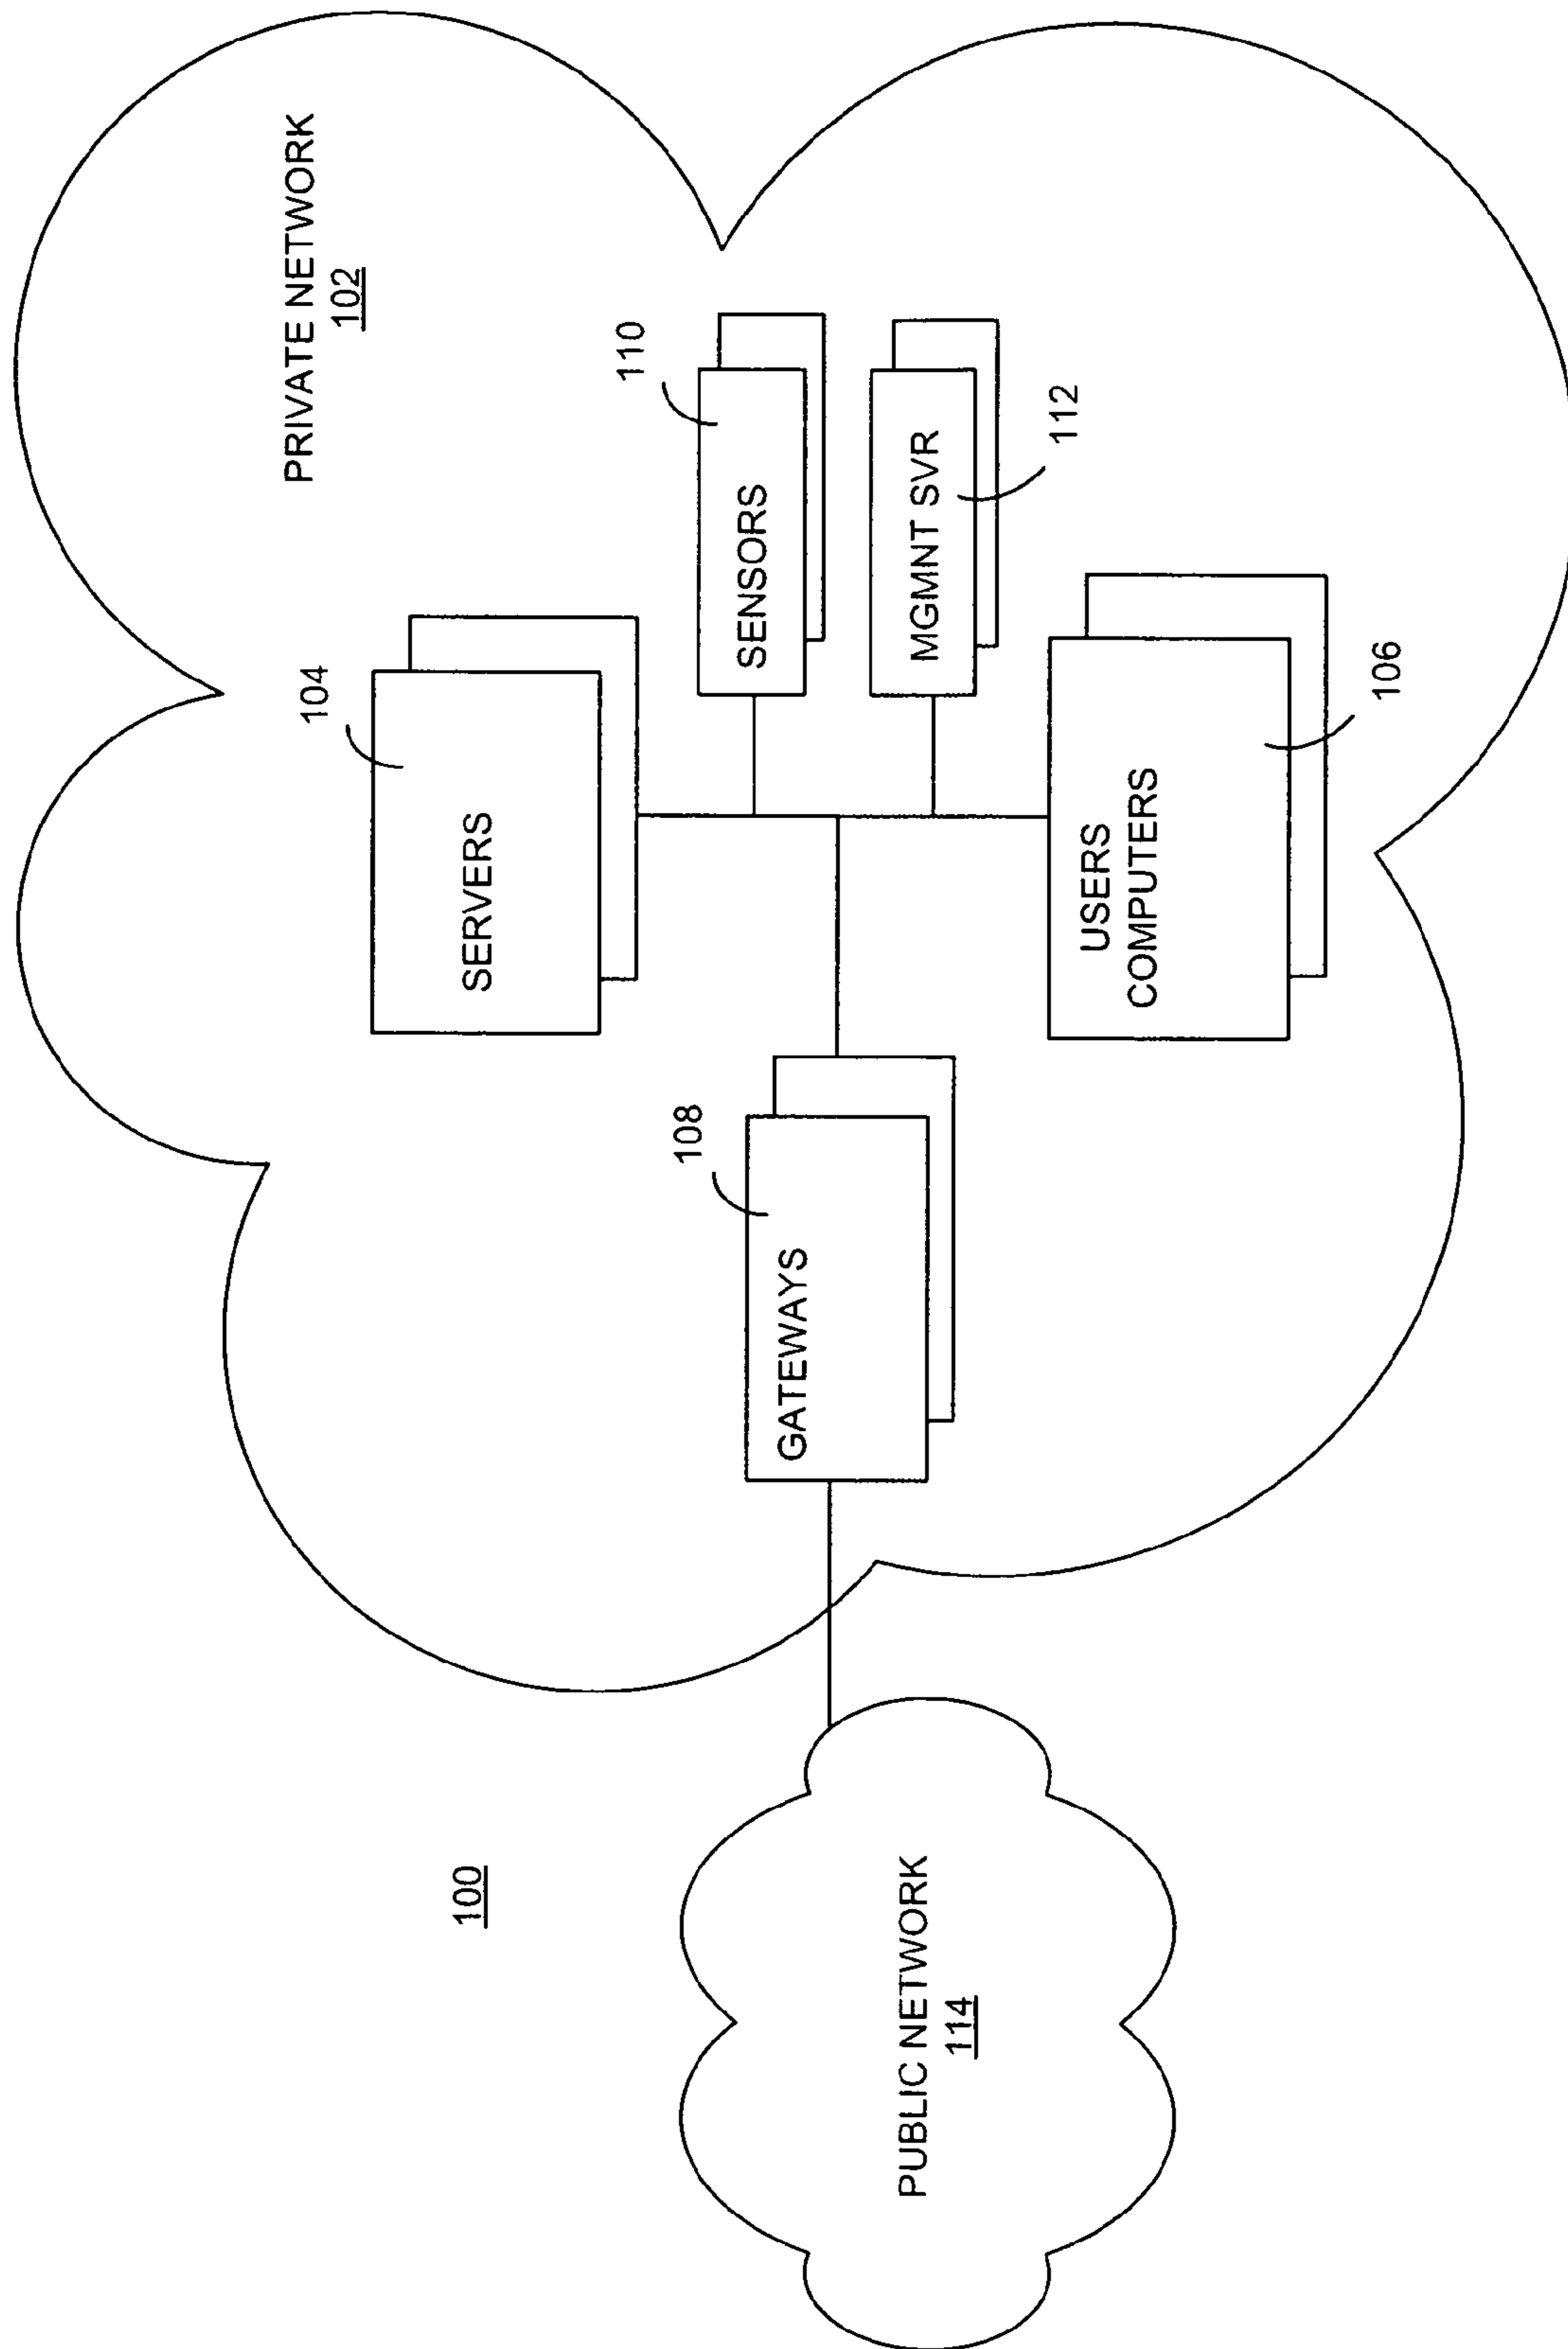 PRIVATE NETWORK
102
104
SERVERS
110
SENSORS
108
GATEWAYS
MGMNT SVR
112
100
PUBLIC NETWORK
114
USERS
COMPUTERS
106